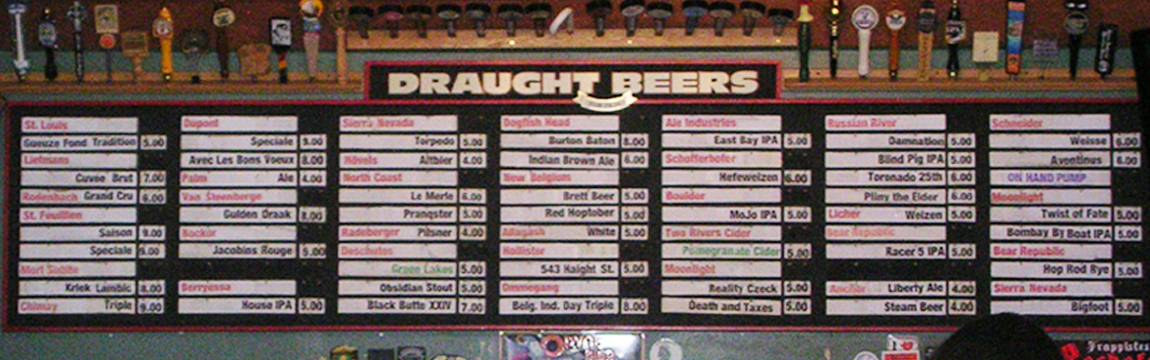 DRAUGHT BEERS
St. Louis
Gueuze Fond Tradition 5.00
Liefmans
Cuvee Brut 7.00
Rodenbach Grand Cru 6.00
St. Feuillien
Saison 9.00
Speciale 9.00
Mort Subite
Kriek Lambic 8.00
Chimay Triple 9.00
Dupont
Speciale 9.00
Avec Les Bons Voeux 8.00
Palm Ale 4.00
Van Steenberge
Gulden Draak 8.00
Bockor
Jacobins Rouge 5.00
Berryessa
House IPA 5.00
Sierra Nevada
Torpedo 5.00
Hövels Altbier 4.00
North Coast
Le Merle 6.00
Pranqster 5.00
Radeberger Pilsner 4.00
Deschutes
Green Lakes 5.00
Obsidian Stout 5.00
Black Butte XXIV 7.00
Dogfish Head
Burton Baton 8.00
Indian Brown Ale 6.00
New Belgium
Brett Beer 5.00
Red Hoptober 5.00
Allagash White 5.00
Hollister
543 Haight St. 5.00
Ommegang
Belg. Ind. Day Triple 8.00
Ale Industries
East Bay IPA 5.00
Schofferhofer
Hefeweizen 6.00
Boulder
MoJo IPA 5.00
Two Rivers Cider
Pomegranate Cider 5.00
Moonlight
Reality Czeck 5.00
Death and Taxes 5.00
Russian River
Damnation 5.00
Blind Pig IPA 5.00
Toronado 25th 6.00
Pliny the Elder 6.00
Licher Weizen 5.00
Bear Republic
Racer 5 IPA 5.00
Anchor Liberty Ale 4.00
Steam Beer 4.00
Schneider
Weisse 6.00
Aventinus 6.00
ON HAND PUMP
Moonlight
Twist of Fate 5.00
Bombay By Boat IPA 5.00
Bear Republic
Hop Rod Rye 5.00
Sierra Nevada
Bigfoot 5.00
Trappistes